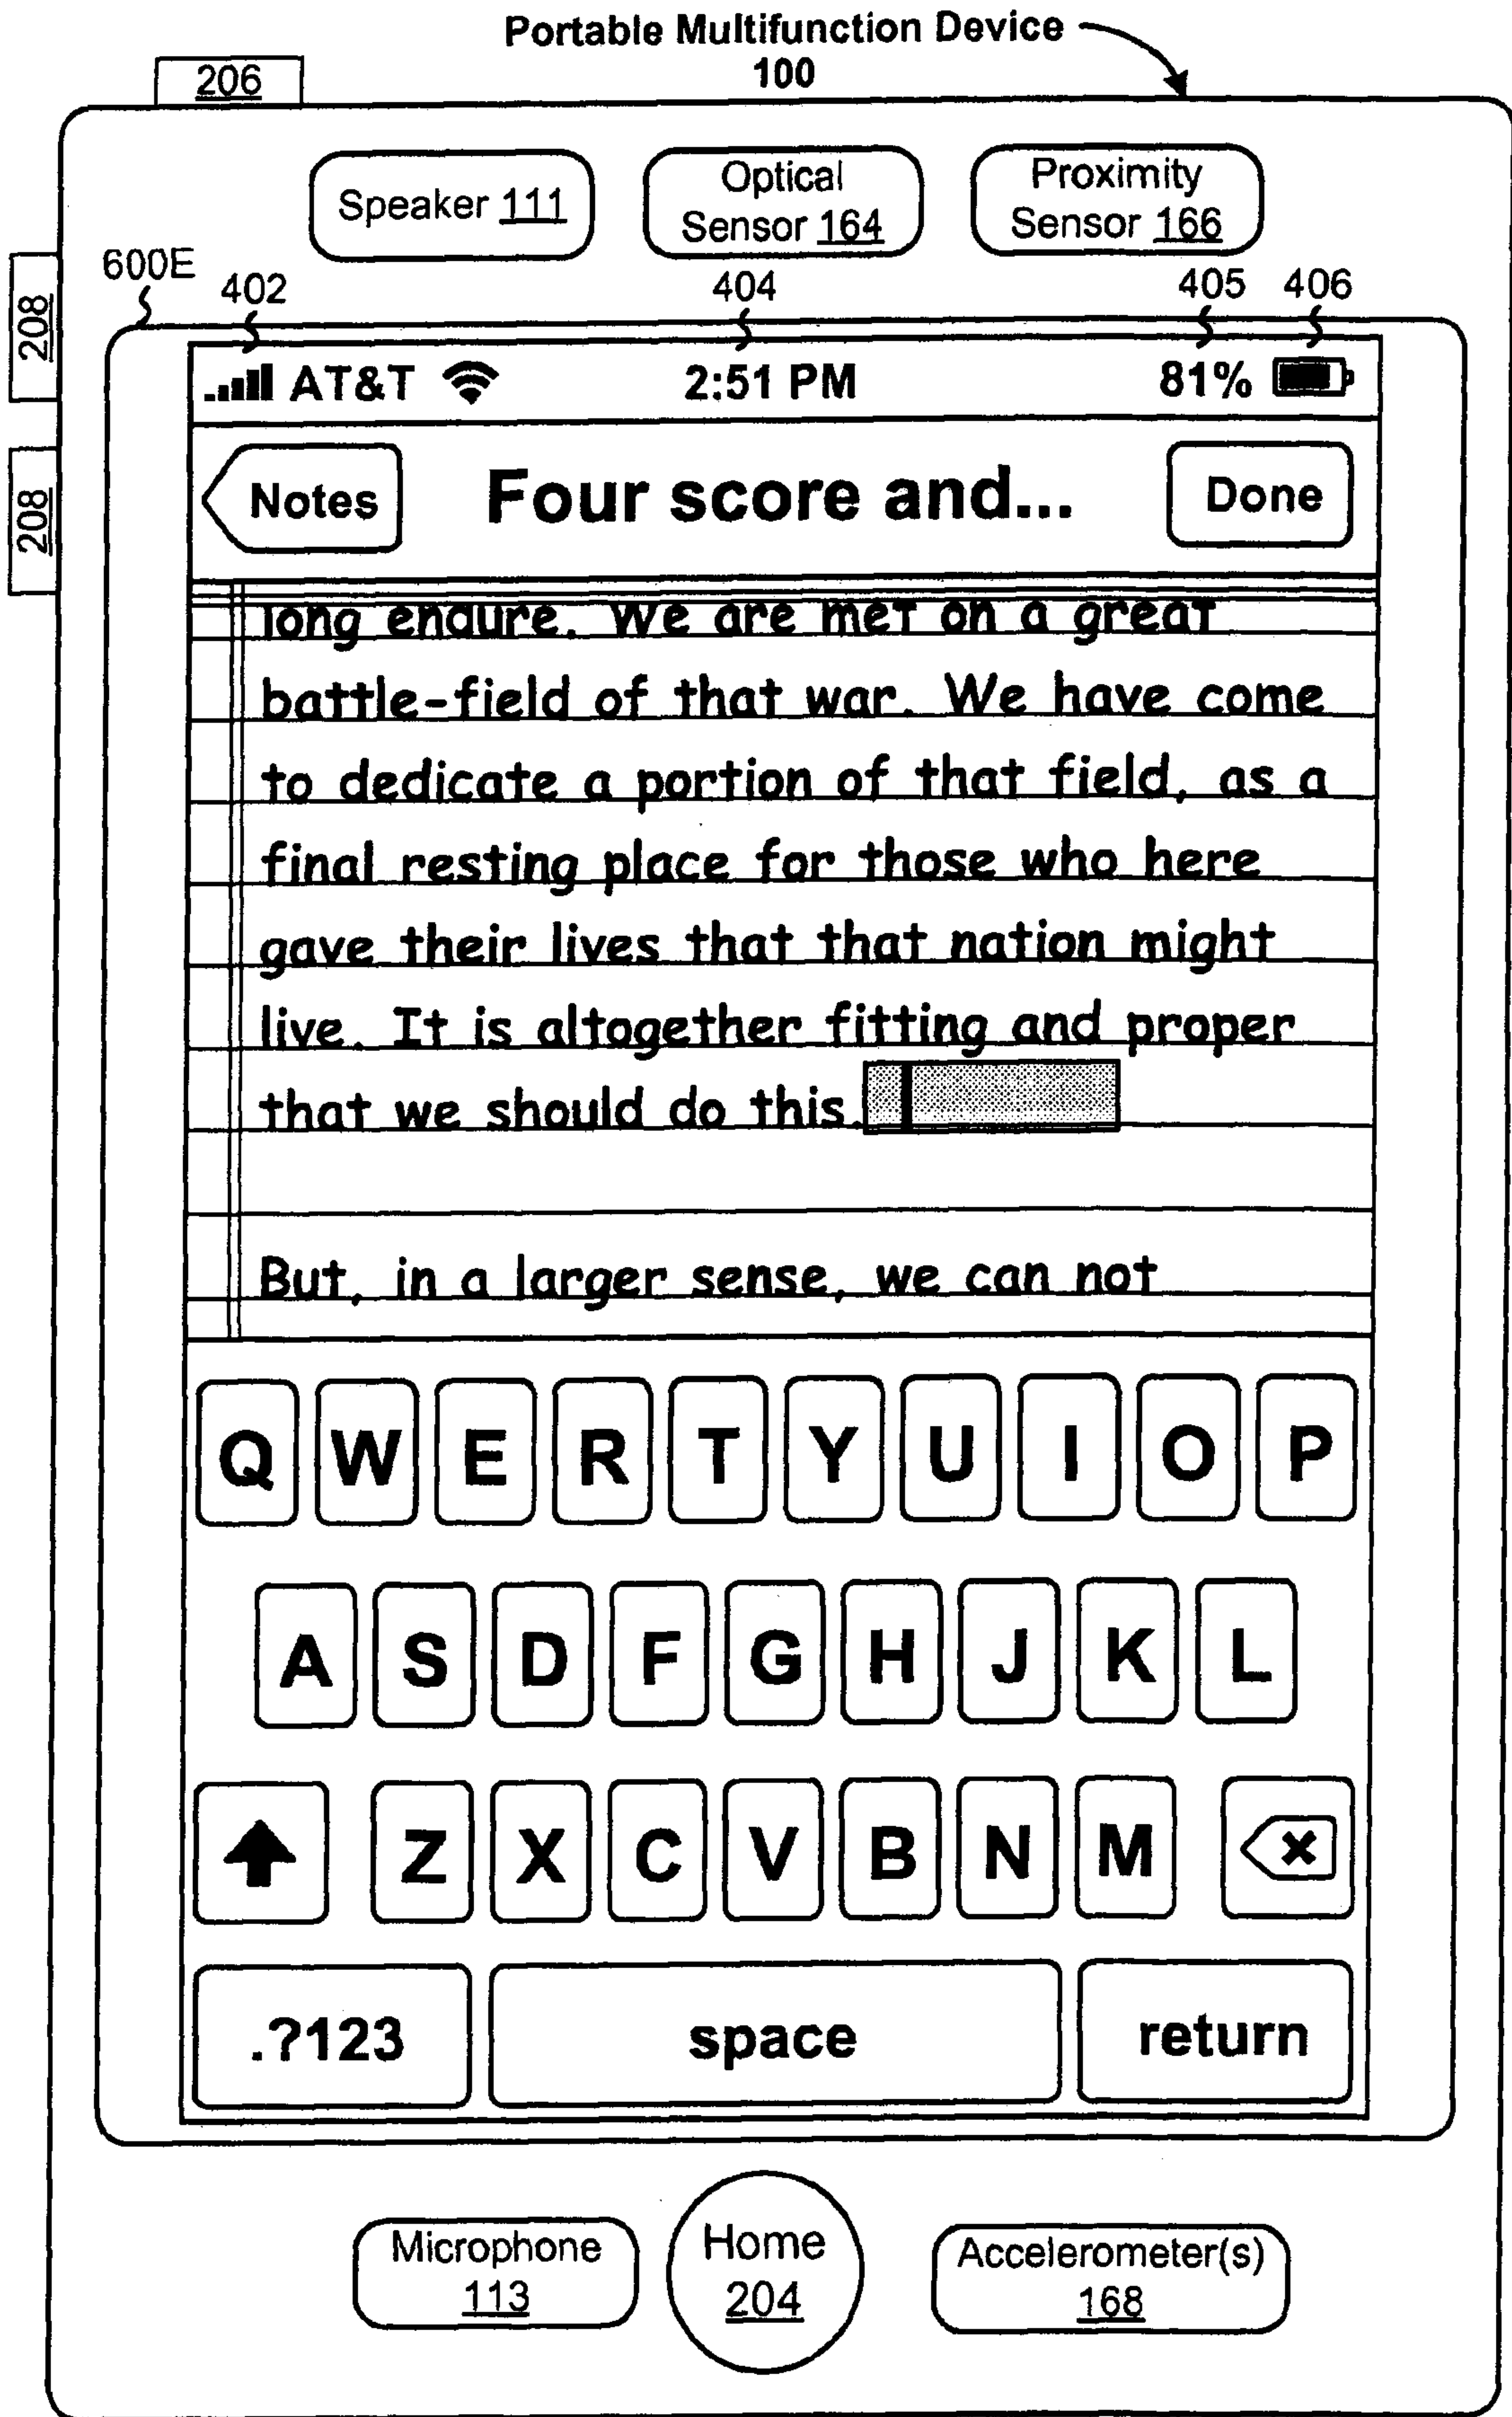 Portable Multifunction Device
100
206
Speaker 111
Optical
Sensor 164
Proximity
Sensor 166
208
208
600E
402
404
405
406
AT&T
2:51 PM
81%
Notes
Four score and...
Done
long endure. We are met on a great
battle-field of that war. We have come
to dedicate a portion of that field, as a
final resting place for those who here
gave their lives that that nation might
live. It is altogether fitting and proper
that we should do this.
But, in a larger sense, we can not
Q W E R T Y U I O P
A S D F G H J K L
Z X C V B N M
.?123 space return
Microphone
113
Home
204
Accelerometer(s)
168